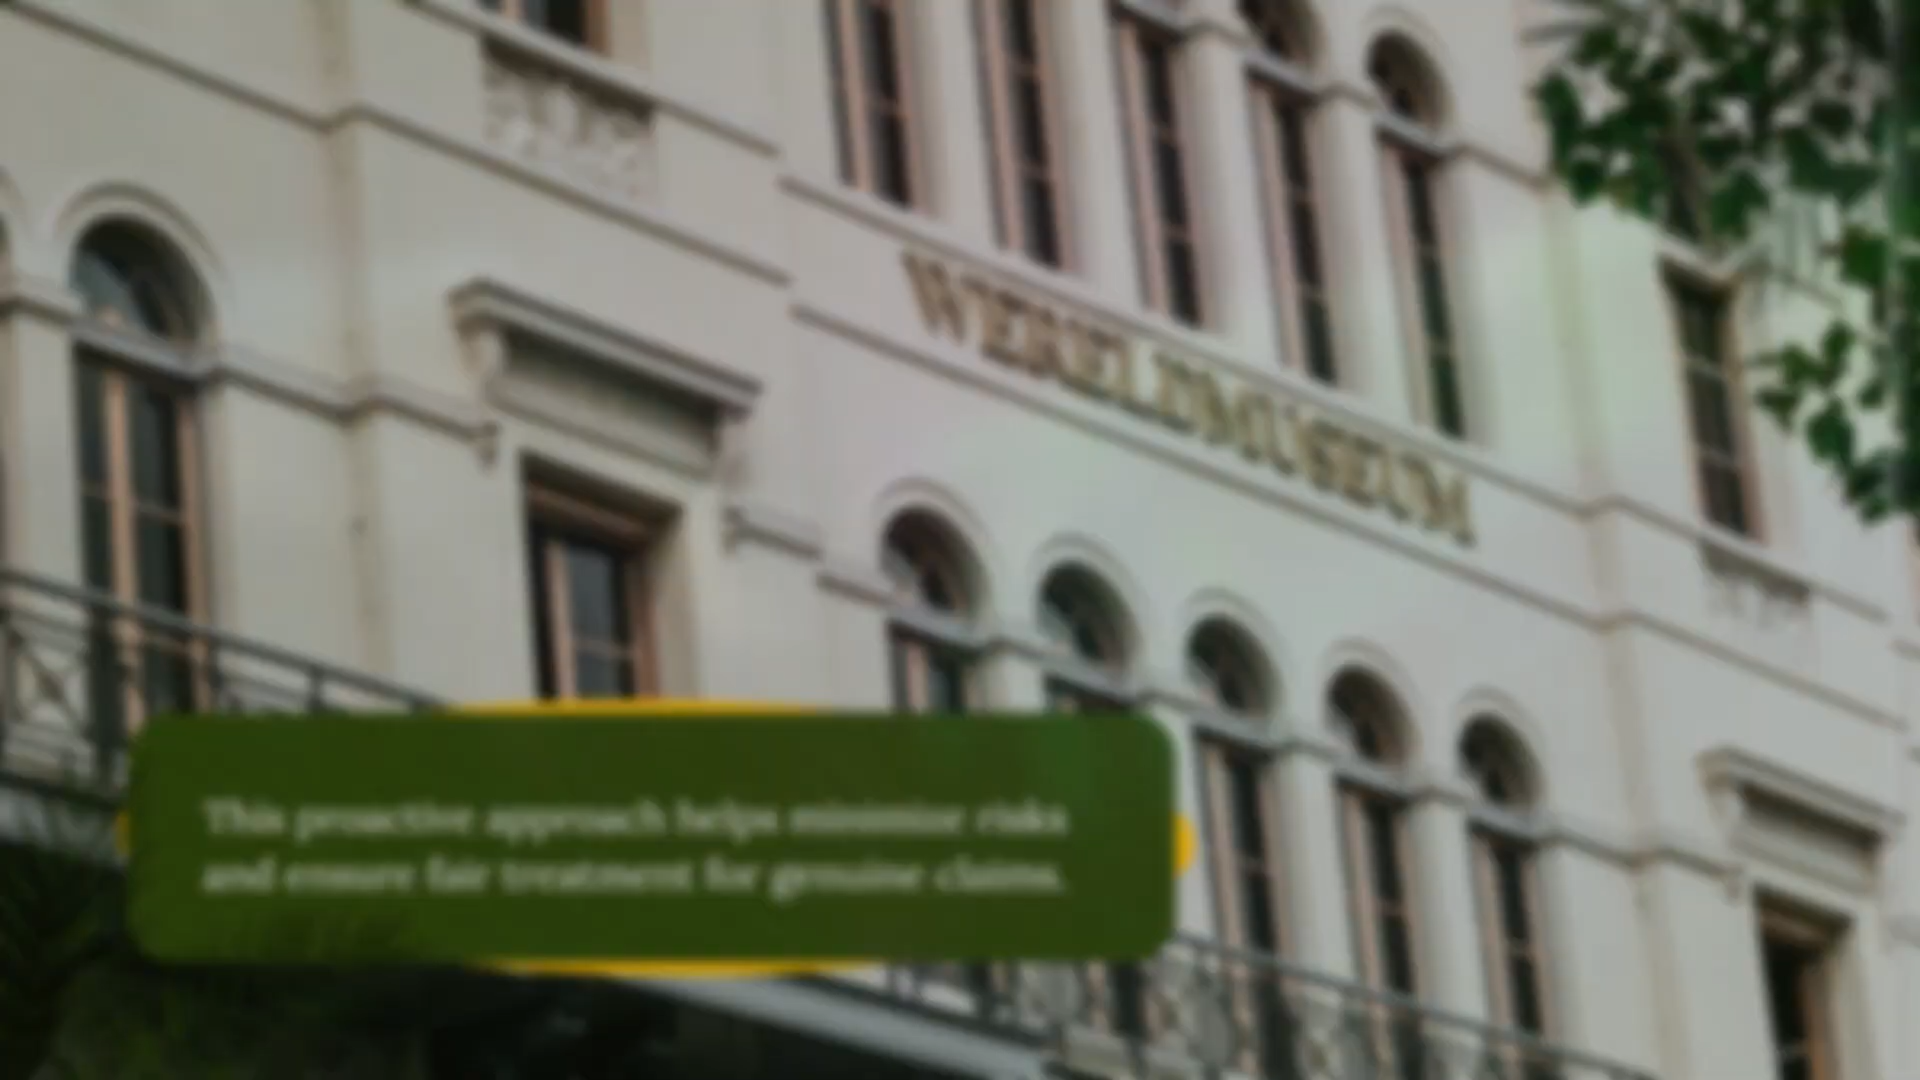 WERELDMUSEUM
This proactive approach helps minimize risks
and ensure fair treatment for genuine claims.